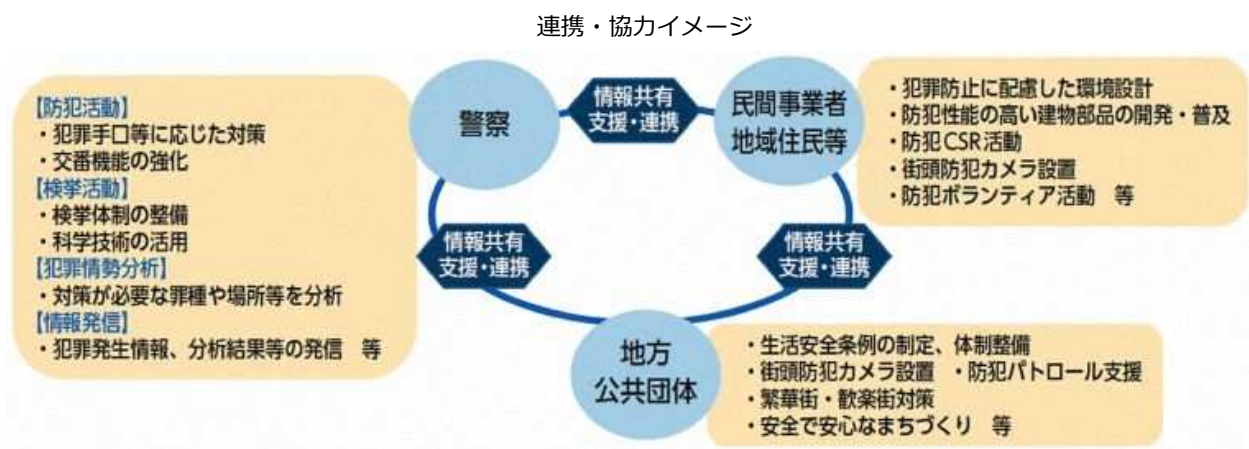 連携・協力イメージ
【防犯活動】
・犯罪手口等に応じた対策
・交番機能の強化
【検挙活動】
・検挙体制の整備
・科学技術の活用
【犯罪情勢分析】
・対策が必要な罪種や場所等を分析
【情報発信】
・犯罪発生情報、分析結果等の発信 等
警察
情報共有
支援・連携
民間事業者
地域住民等
・犯罪防止に配慮した環境設計
・防犯性能の高い建物部品の開発・普及
・防犯CSR活動
・街頭防犯カメラ設置
・防犯ボランティア活動 等
情報共有
支援・連携
情報共有
支援・連携
地方
公共団体
・生活安全条例の制定、体制整備
・街頭防犯カメラ設置 ・防犯パトロール支援
・繁華街・歓楽街対策
・安全で安心なまちづくり 等